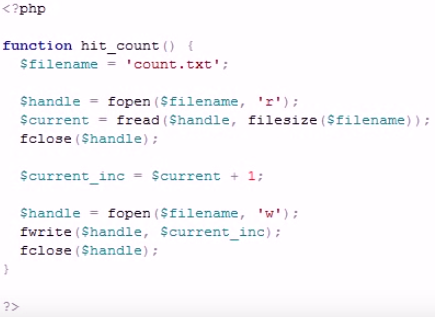 <?php
function hit_count() {
$filename = 'count.txt';
$handle = fopen($filename, 'r');
$current = fread($handle, filesize($filename));
fclose($handle);
$current_inc = $current + 1;
$handle = fopen($filename, 'w');
fwrite($handle, $current_inc);
fclose($handle);
}
?>